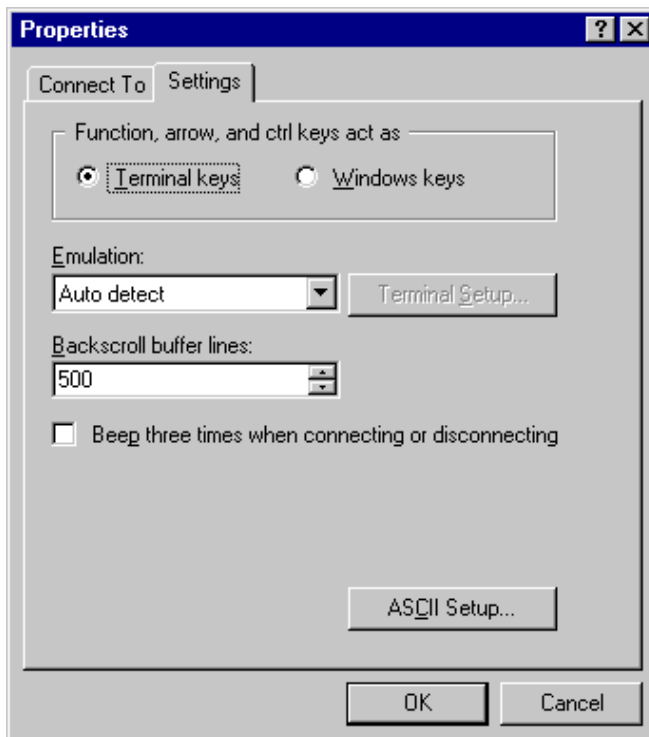 Properties
Connect To Settings
Function, arrow, and ctrl keys act as
Terminal keys Windows keys
Emulation:
Auto detect Terminal Setup...
Backscroll buffer lines:
500
Beep three times when connecting or disconnecting
ASCII Setup...
OK Cancel